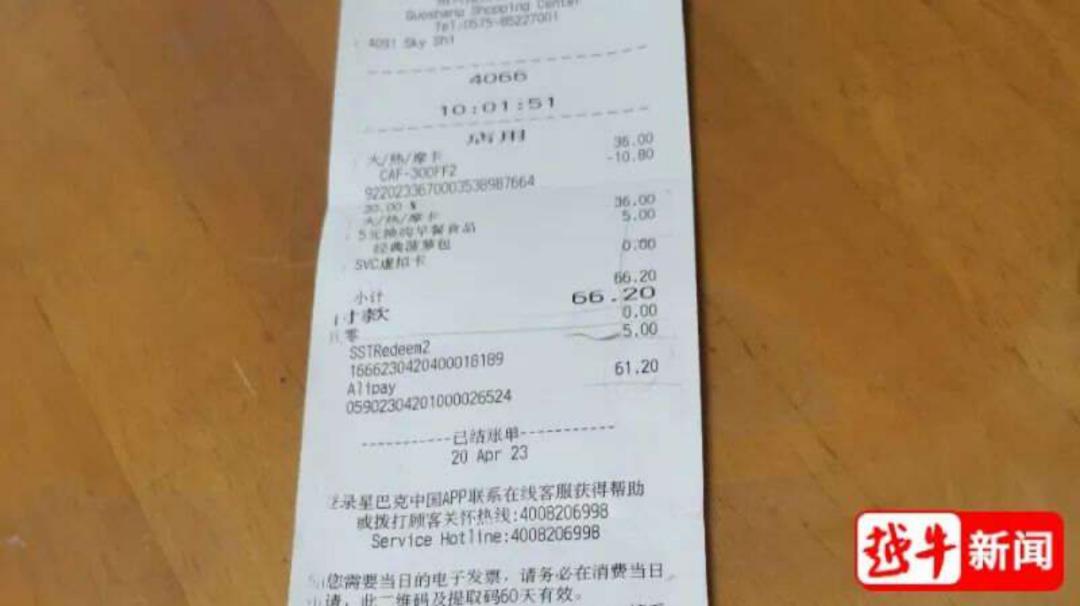 Guoshang Shopping Center
Tel:0575-85227001
4091 Sky Shi
4066
10:01:51
店用
大/热/摩卡 36.00
CAF-300FF2 -10.80
9220233670003538987664
30.00 %
大/热/摩卡 36.00
5元换购早餐食品 5.00
经典菠萝包
SVC虚拟卡 0.00
小计 66.20
付款 66.20
零 0.00
SSTRedeem2 5.00
1666230420400018189
Alipay 61.20
05902304201000026524
-----------已结账单-----------
20 Apr 23
登录星巴克中国APP联系在线客服获得帮助
或拨打顾客关怀热线:4008206998
Service Hotline:4008206998
您需要当日的电子发票，请务必在消费当日
请，此二维码及提取码60天有效。
越牛新闻